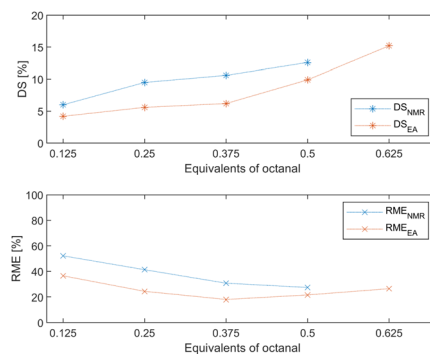 20
15
10
5
0
DS [%]
DS_NMR
DS_EA
0.125 0.25 0.375 0.5 0.625
Equivalents of octanal
100
80
60
40
20
0
RME [%]
RME_NMR
RME_EA
0.125 0.25 0.375 0.5 0.625
Equivalents of octanal